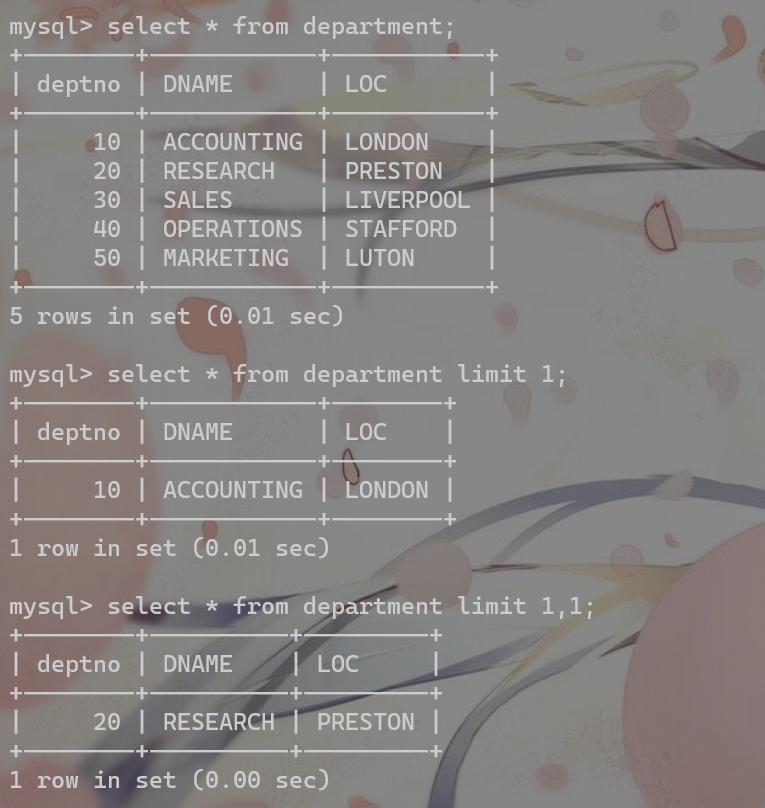 mysql> select * from department;
+--------+------------+-----------+
| deptno | DNAME      | LOC       |
+--------+------------+-----------+
|     10 | ACCOUNTING | LONDON    |
|     20 | RESEARCH   | PRESTON   |
|     30 | SALES      | LIVERPOOL |
|     40 | OPERATIONS | STAFFORD  |
|     50 | MARKETING  | LUTON     |
+--------+------------+-----------+
5 rows in set (0.01 sec)
mysql> select * from department limit 1;
+--------+------------+--------+
| deptno | DNAME      | LOC    |
+--------+------------+--------+
|     10 | ACCOUNTING | LONDON |
+--------+------------+--------+
1 row in set (0.01 sec)
mysql> select * from department limit 1,1;
+--------+----------+---------+
| deptno | DNAME    | LOC     |
+--------+----------+---------+
|     20 | RESEARCH | PRESTON |
+--------+----------+---------+
1 row in set (0.00 sec)